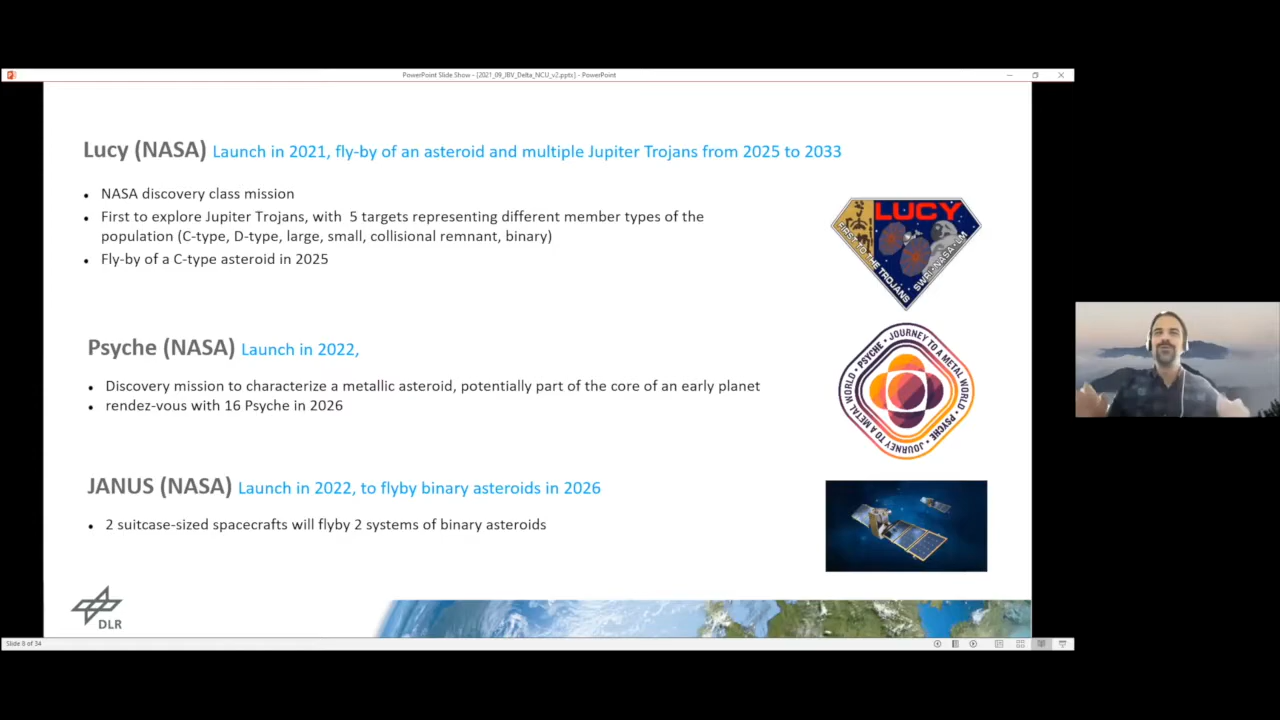 PowerPoint Slide Show - [2021_09_JBV_Delta_NCU_v2.pptx] - PowerPoint
Lucy (NASA) Launch in 2021, fly-by of an asteroid and multiple Jupiter Trojans from 2025 to 2033
• NASA discovery class mission
• First to explore Jupiter Trojans, with 5 targets representing different member types of the
population (C-type, D-type, large, small, collisional remnant, binary)
• Fly-by of a C-type asteroid in 2025
LUCY
FIRST TO THE TROJANS
SWRI•NASA•LM
Psyche (NASA) Launch in 2022,
• Discovery mission to characterize a metallic asteroid, potentially part of the core of an early planet
• rendez-vous with 16 Psyche in 2026
PSYCHE • JOURNEY TO A METAL WORLD • PSYCHE • JOURNEY TO A METAL WORLD •
JANUS (NASA) Launch in 2022, to flyby binary asteroids in 2026
• 2 suitcase-sized spacecrafts will flyby 2 systems of binary asteroids
DLR
Slide 8 of 34